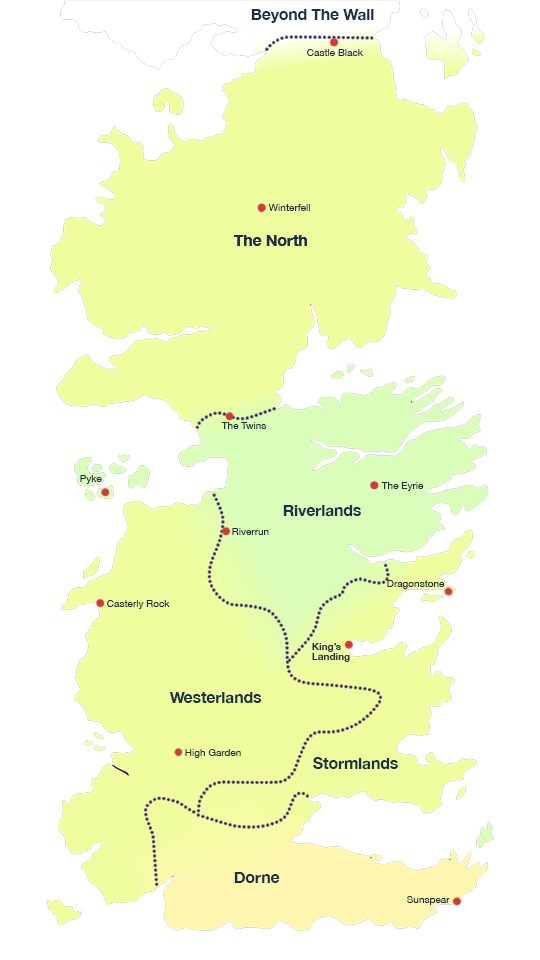 Beyond The Wall
Castle Black
Winterfell
The North
The Twins
Pyke
The Eyrie
Riverlands
Riverrun
Dragonstone
Casterly Rock
King's
Landing
Westerlands
High Garden
Stormlands
Dorne
Sunspear